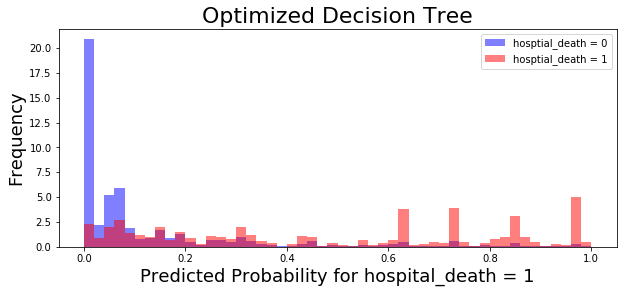 Optimized Decision Tree
hosptial_death = 0
hosptial_death = 1
Frequency
20.0
17.5
15.0
12.5
10.0
7.5
5.0
2.5
0.0
0.0 0.2 0.4 0.6 0.8 1.0
Predicted Probability for hospital_death = 1